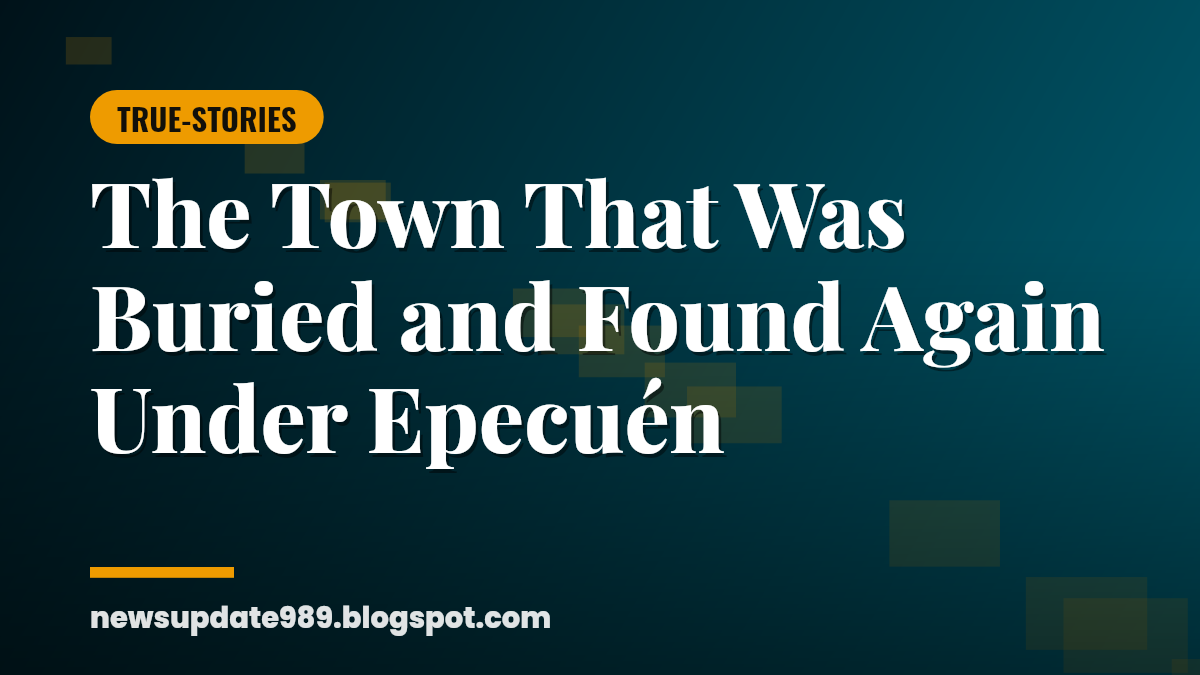 TRUE-STORIES
The Town That Was
Buried and Found Again
Under Epecuén
newsupdate989.blogspot.com